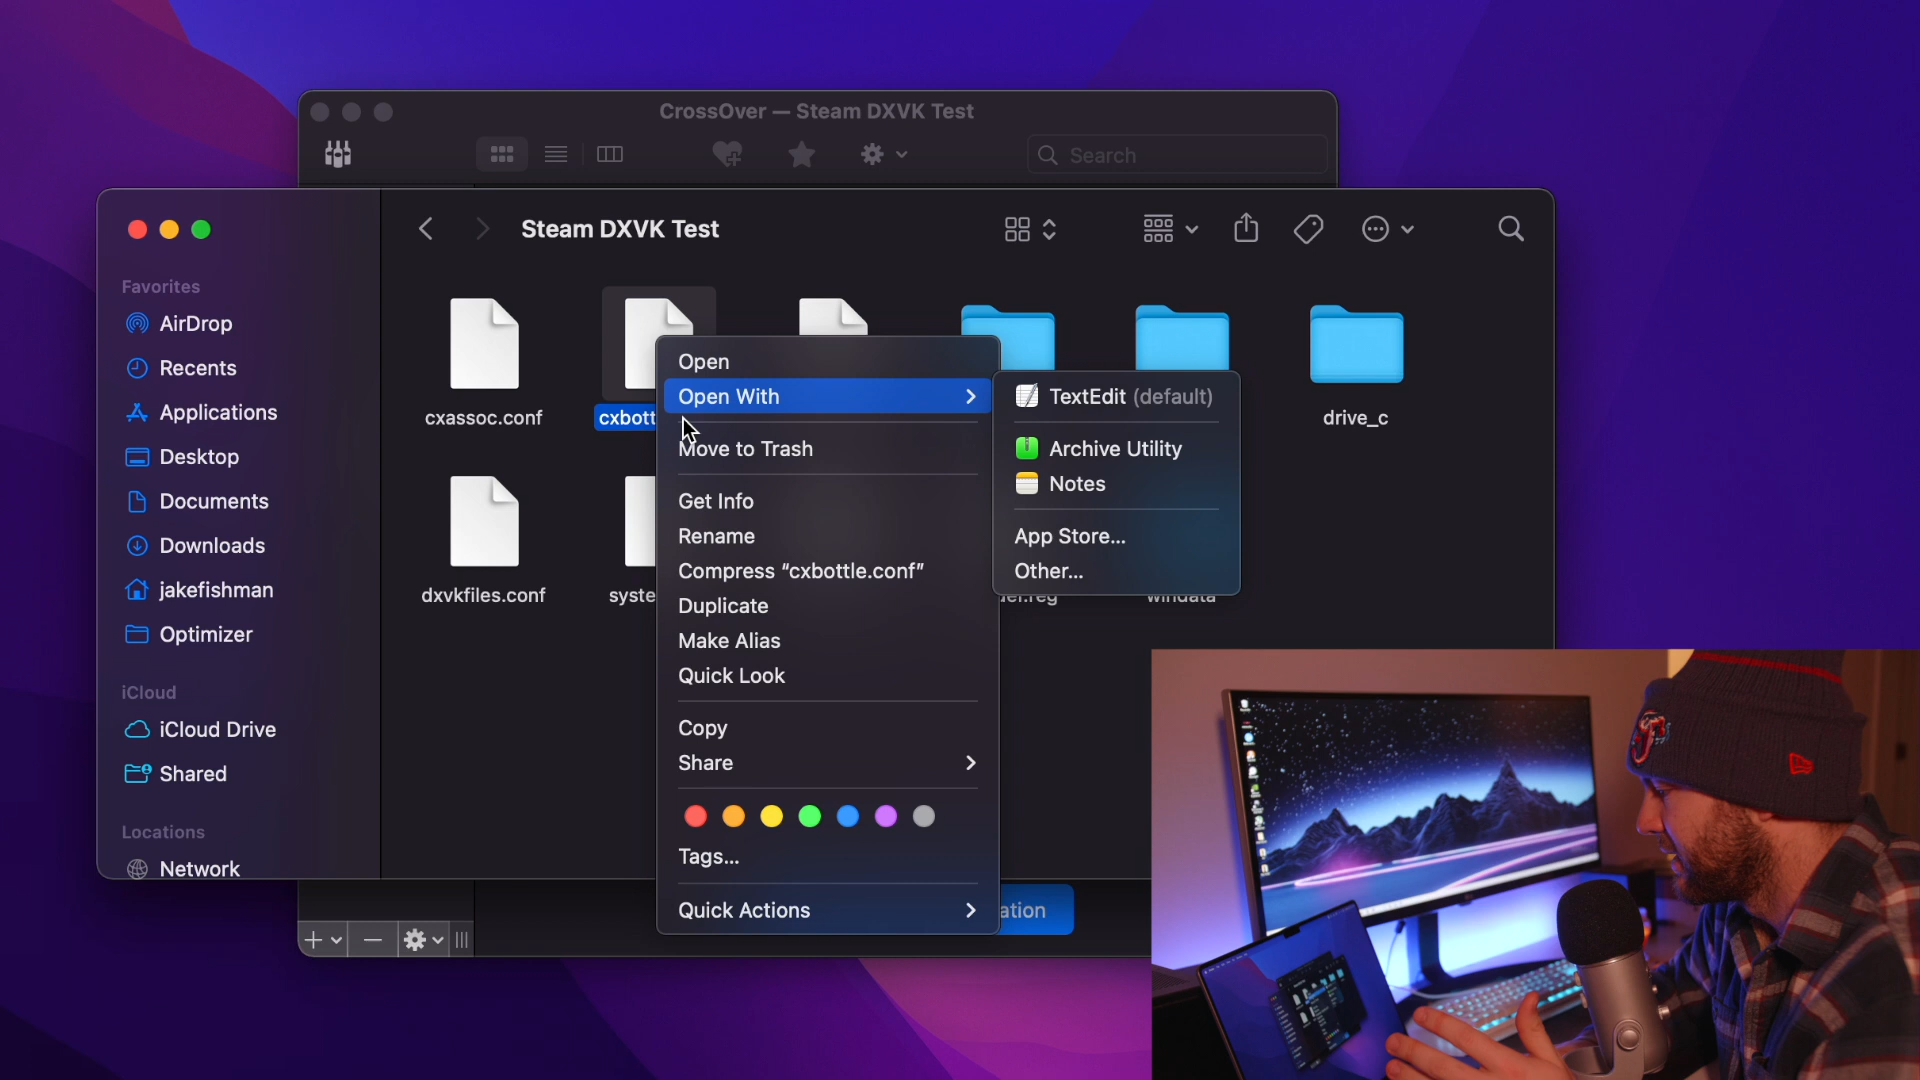 CrossOver — Steam DXVK Test
Search
Steam DXVK Test
Favorites
AirDrop
Recents
Applications
Desktop
Documents
Downloads
jakefishman
Optimizer
iCloud
iCloud Drive
Shared
Locations
Network
cxassoc.conf
cxbott
drive_c
dxvkfiles.conf
syste
er.reg
windata
Open
Open With
Move to Trash
Get Info
Rename
Compress “cxbottle.conf”
Duplicate
Make Alias
Quick Look
Copy
Share
Tags...
Quick Actions
TextEdit (default)
Archive Utility
Notes
App Store...
Other...
ation